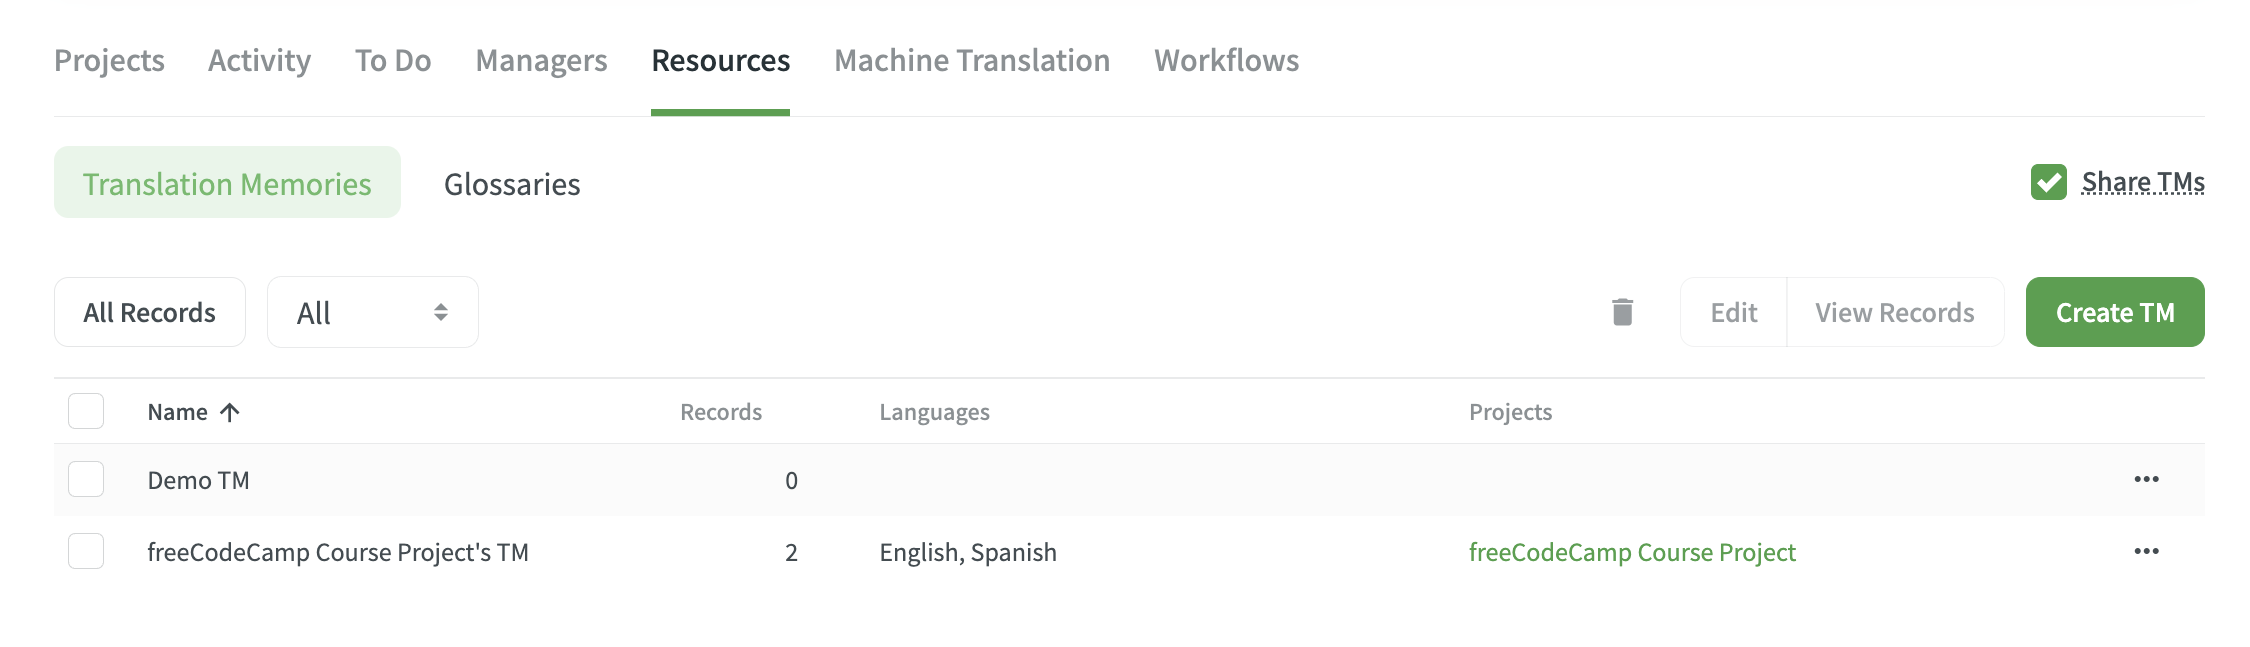 Projects Activity To Do Managers Resources Machine Translation Workflows
Translation Memories Glossaries Share TMs
All Records All Edit View Records Create TM
Name Records Languages Projects
Demo TM 0
freeCodeCamp Course Project's TM 2 English, Spanish freeCodeCamp Course Project